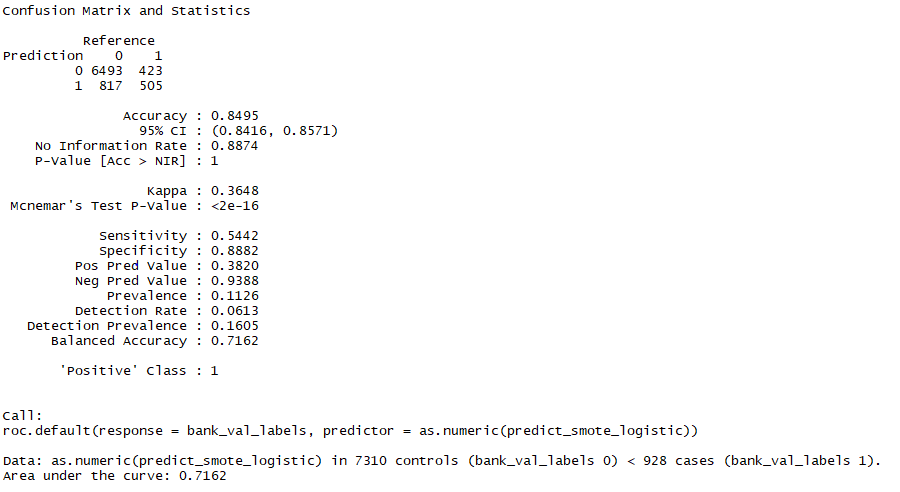 Confusion Matrix and Statistics
Reference
Prediction 0 1
0 6493 423
1 817 505
Accuracy : 0.8495
95% CI : (0.8416, 0.8571)
No Information Rate : 0.8874
P-Value [Acc > NIR] : 1
Kappa : 0.3648
Mcnemar's Test P-Value : <2e-16
Sensitivity : 0.5442
Specificity : 0.8882
Pos Pred Value : 0.3820
Neg Pred Value : 0.9388
Prevalence : 0.1126
Detection Rate : 0.0613
Detection Prevalence : 0.1605
Balanced Accuracy : 0.7162
'Positive' Class : 1
Call:
roc.default(response = bank_val_labels, predictor = as.numeric(predict_smote_logistic))
Data: as.numeric(predict_smote_logistic) in 7310 controls (bank_val_labels 0) < 928 cases (bank_val_labels 1).
Area under the curve: 0.7162